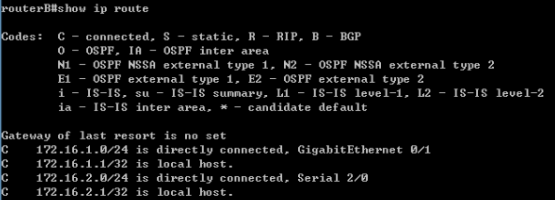 routerB#show ip route
Codes:  C - connected, S - static, R - RIP, B - BGP
O - OSPF, IA - OSPF inter area
N1 - OSPF NSSA external type 1, N2 - OSPF NSSA external type 2
E1 - OSPF external type 1, E2 - OSPF external type 2
i - IS-IS, su - IS-IS summary, L1 - IS-IS level-1, L2 - IS-IS level-2
ia - IS-IS inter area, * - candidate default
Gateway of last resort is no set
C    172.16.1.0/24 is directly connected, GigabitEthernet 0/1
C    172.16.1.1/32 is local host.
C    172.16.2.0/24 is directly connected, Serial 2/0
C    172.16.2.1/32 is local host.